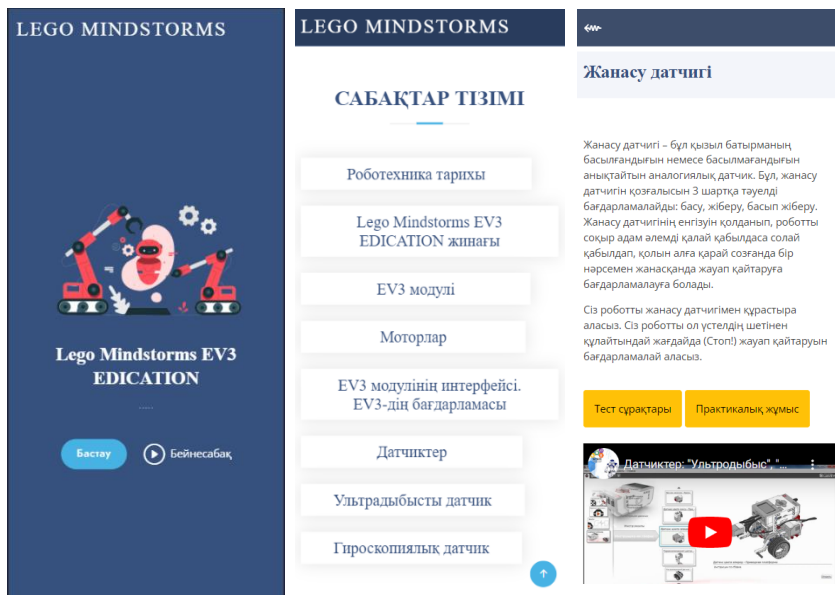 LEGO MINDSTORMS
Lego Mindstorms EV3
EDICATION
Бастау
Бейнесабақ
LEGO MINDSTORMS
САБАҚТАР ТІЗІМІ
Роботехника тарихы
Lego Mindstorms EV3
EDICATION жинағы
EV3 модулі
Моторлар
EV3 модулінің интерфейсі.
EV3-дің бағдарламасы
Датчиктер
Ультрадыбысты датчик
Гироскопиялық датчик
Жанасу датчигі
Жанасу датчигі – бұл қызыл батырманың
басылғандығын немесе басылмағандығын
анықтайтын аналогиялық датчик. Бұл, жанасу
датчигін қозғалысын 3 шартқа тәуелді
бағдарламалайды: басу, жіберу, басып жіберу.
Жанасу датчигінің енгізуін қолданып, роботты
соқыр адам әлемді қалай қабылдаса солай
қабылдап, қолын алға қарай созғанда бір
нәрсемен жанасқанда жауап қайтаруға
бағдарламалауға болады.
Сіз роботты жанасу датчигімен құрастыра
аласыз. Сіз роботты ол үстелдің шетінен
құлайтындай жағдайда (Стоп!) жауап қайтаруын
бағдарламалай аласыз.
Тест сұрақтары
Практикалық жұмыс
Датчиктер: "Ультродыбыс", "...